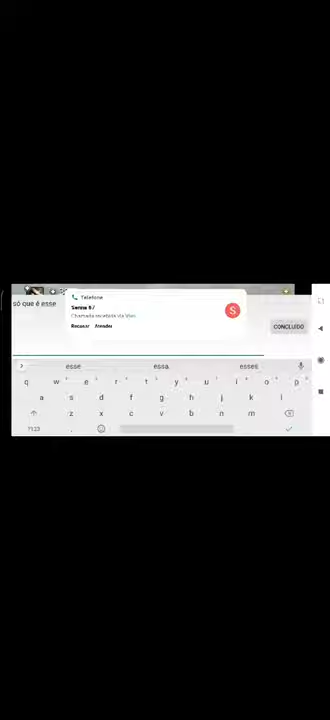 Telefone
só que é esse
Chamada recebida via Vivo
Recusar Atender
S
CONCLUÍDO
esse essa esses
q w e r t y u i o p
a s d f g h j k l
z x c v b n m
?123 , .